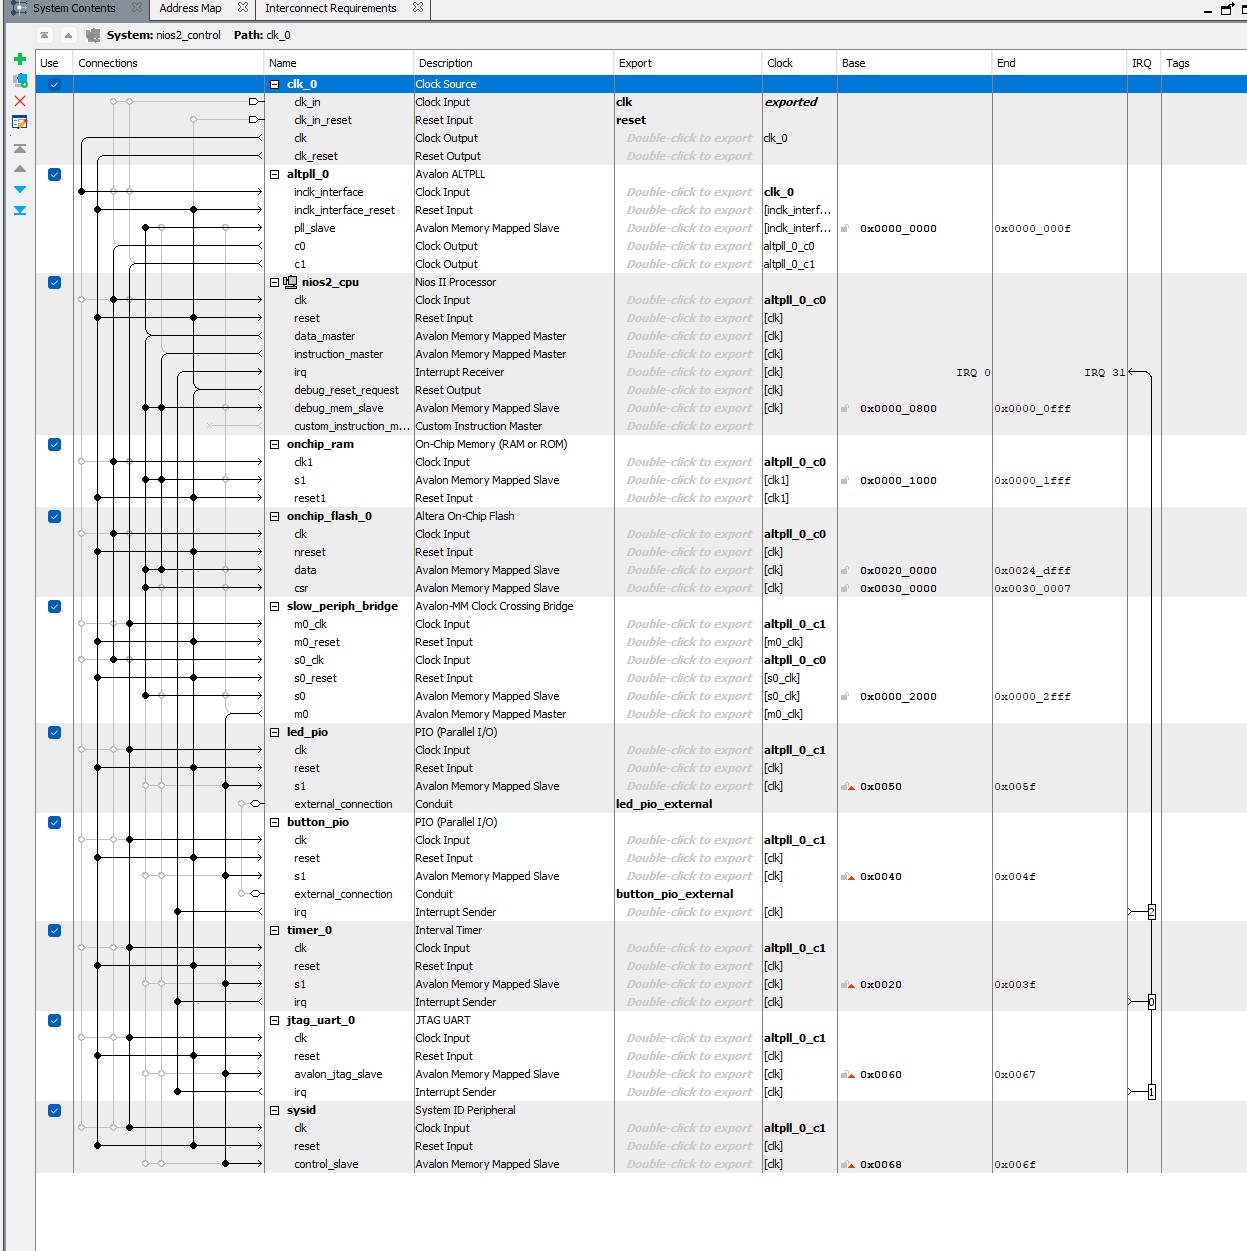 System Contents Address Map Interconnect Requirements
System: nios2_control Path: clk_0
Use Connections Name Description Export Clock Base End IRQ Tags
clk_0 Clock Source
clk_in Clock Input clk exported
clk_in_reset Reset Input reset
clk Clock Output Double-click to export clk_0
clk_reset Reset Output Double-click to export
altpll_0 Avalon ALTPLL
inclk_interface Clock Input Double-click to export clk_0
inclk_interface_reset Reset Input Double-click to export [inclk_interf...
pll_slave Avalon Memory Mapped Slave Double-click to export [inclk_interf... 0x0000_0000 0x0000_000f
c0 Clock Output Double-click to export altpll_0_c0
c1 Clock Output Double-click to export altpll_0_c1
nios2_cpu Nios II Processor
clk Clock Input Double-click to export altpll_0_c0
reset Reset Input Double-click to export [clk]
data_master Avalon Memory Mapped Master Double-click to export [clk]
instruction_master Avalon Memory Mapped Master Double-click to export [clk]
irq Interrupt Receiver Double-click to export [clk] IRQ 0 IRQ 31
debug_reset_request Reset Output Double-click to export [clk]
debug_mem_slave Avalon Memory Mapped Slave Double-click to export [clk] 0x0000_0800 0x0000_0fff
custom_instruction_m... Custom Instruction Master Double-click to export
onchip_ram On-Chip Memory (RAM or ROM)
clk1 Clock Input Double-click to export altpll_0_c0
s1 Avalon Memory Mapped Slave Double-click to export [clk1] 0x0000_1000 0x0000_1fff
reset1 Reset Input Double-click to export [clk1]
onchip_flash_0 Altera On-Chip Flash
clk Clock Input Double-click to export altpll_0_c0
nreset Reset Input Double-click to export [clk]
data Avalon Memory Mapped Slave Double-click to export [clk] 0x0020_0000 0x0024_dfff
csr Avalon Memory Mapped Slave Double-click to export [clk] 0x0030_0000 0x0030_0007
slow_periph_bridge Avalon-MM Clock Crossing Bridge
m0_clk Clock Input Double-click to export altpll_0_c1
m0_reset Reset Input Double-click to export [m0_clk]
s0_clk Clock Input Double-click to export altpll_0_c0
s0_reset Reset Input Double-click to export [s0_clk]
s0 Avalon Memory Mapped Slave Double-click to export [s0_clk] 0x0000_2000 0x0000_2fff
m0 Avalon Memory Mapped Master Double-click to export [m0_clk]
led_pio PIO (Parallel I/O)
clk Clock Input Double-click to export altpll_0_c1
reset Reset Input Double-click to export [clk]
s1 Avalon Memory Mapped Slave Double-click to export [clk] 0x0050 0x005f
external_connection Conduit led_pio_external
button_pio PIO (Parallel I/O)
clk Clock Input Double-click to export altpll_0_c1
reset Reset Input Double-click to export [clk]
s1 Avalon Memory Mapped Slave Double-click to export [clk] 0x0040 0x004f
external_connection Conduit button_pio_external
irq Interrupt Sender Double-click to export [clk] 2
timer_0 Interval Timer
clk Clock Input Double-click to export altpll_0_c1
reset Reset Input Double-click to export [clk]
s1 Avalon Memory Mapped Slave Double-click to export [clk] 0x0020 0x003f
irq Interrupt Sender Double-click to export [clk] 0
jtag_uart_0 JTAG UART
clk Clock Input Double-click to export altpll_0_c1
reset Reset Input Double-click to export [clk]
avalon_jtag_slave Avalon Memory Mapped Slave Double-click to export [clk] 0x0060 0x0067
irq Interrupt Sender Double-click to export [clk] 1
sysid System ID Peripheral
clk Clock Input Double-click to export altpll_0_c1
reset Reset Input Double-click to export [clk]
control_slave Avalon Memory Mapped Slave Double-click to export [clk] 0x0068 0x006f